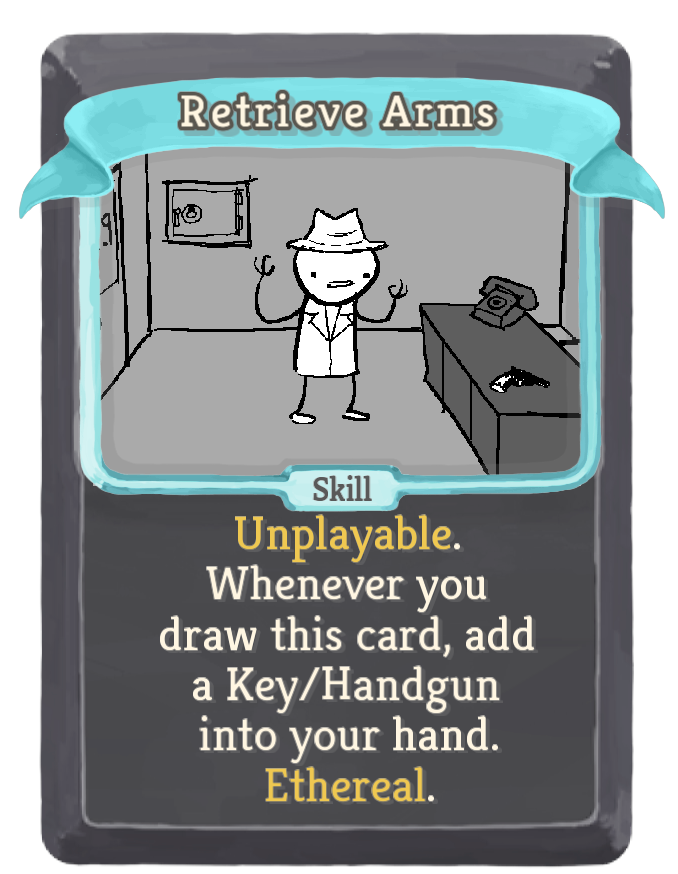 Retrieve Arms
Skill
Unplayable.
Whenever you
draw this card, add
a Key/Handgun
into your hand.
Ethereal.